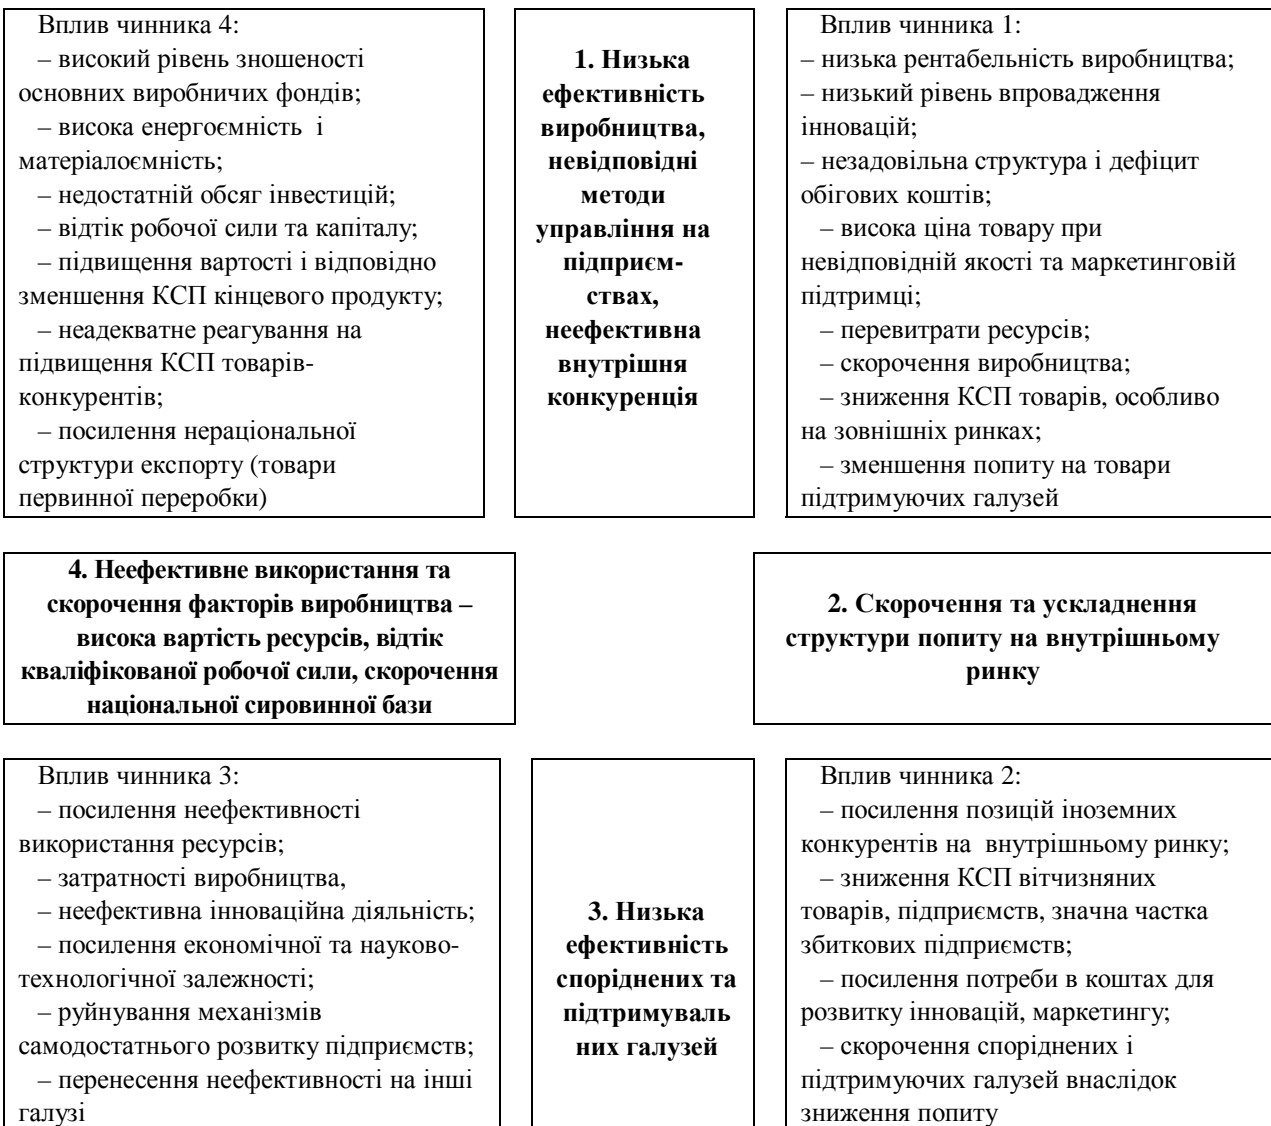 Вплив чинника 4:
– високий рівень зношеності
основних виробничих фондів;
– висока енергоємність і
матеріалоємність;
– недостатній обсяг інвестицій;
– відтік робочої сили та капіталу;
– підвищення вартості і відповідно
зменшення КСП кінцевого продукту;
– неадекватне реагування на
підвищення КСП товарів-
конкурентів;
– посилення нераціональної
структури експорту (товари
первинної переробки)
1. Низька
ефективність
виробництва,
невідповідні
методи
управління на
підприєм-
ствах,
неефективна
внутрішня
конкуренція
Вплив чинника 1:
– низька рентабельність виробництва;
– низький рівень впровадження
інновацій;
– незадовільна структура і дефіцит
обігових коштів;
– висока ціна товару при
невідповідній якості та маркетинговій
підтримці;
– перевитрати ресурсів;
– скорочення виробництва;
– зниження КСП товарів, особливо
на зовнішніх ринках;
– зменшення попиту на товари
підтримуючих галузей
4. Неефективне використання та
скорочення факторів виробництва –
висока вартість ресурсів, відтік
кваліфікованої робочої сили, скорочення
національної сировинної бази
2. Скорочення та ускладнення
структури попиту на внутрішньому
ринку
Вплив чинника 3:
– посилення неефективності
використання ресурсів;
– затратності виробництва,
– неефективна інноваційна діяльність;
– посилення економічної та науково-
технологічної залежності;
– руйнування механізмів
самодостатнього розвитку підприємств;
– перенесення неефективності на інші
галузі
3. Низька
ефективність
споріднених та
підтримуваль
них галузей
Вплив чинника 2:
– посилення позицій іноземних
конкурентів на внутрішньому ринку;
– зниження КСП вітчизняних
товарів, підприємств, значна частка
збиткових підприємств;
– посилення потреби в коштах для
розвитку інновацій, маркетингу;
– скорочення споріднених і
підтримуючих галузей внаслідок
зниження попиту